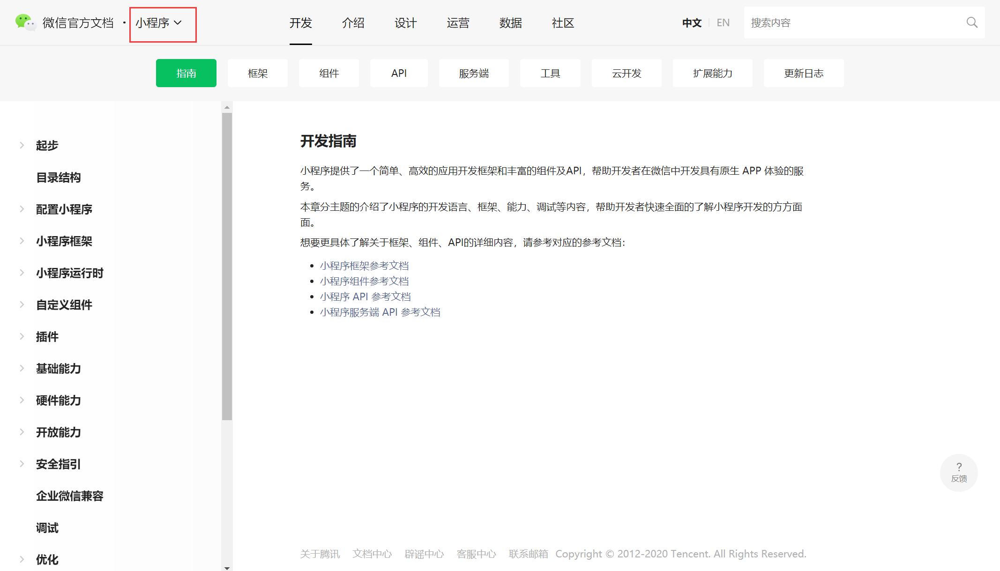 微信官方文档 · 小程序
开发 介绍 设计 运营 数据 社区
中文 EN
搜索内容
指南 框架 组件 API 服务端 工具 云开发 扩展能力 更新日志
起步
目录结构
配置小程序
小程序框架
小程序运行时
自定义组件
插件
基础能力
硬件能力
开放能力
安全指引
企业微信兼容
调试
优化
开发指南
小程序提供了一个简单、高效的应用开发框架和丰富的组件及API，帮助开发者在微信中开发具有原生 APP 体验的服
务。
本章分主题的介绍了小程序的开发语言、框架、能力、调试等内容，帮助开发者快速全面的了解小程序开发的方方面
面。
想要更具体了解关于框架、组件、API的详细内容，请参考对应的参考文档：
• 小程序框架参考文档
• 小程序组件参考文档
• 小程序 API 参考文档
• 小程序服务端 API 参考文档
?
反馈
关于腾讯 文档中心 辟谣中心 客服中心 联系邮箱 Copyright © 2012-2020 Tencent. All Rights Reserved.